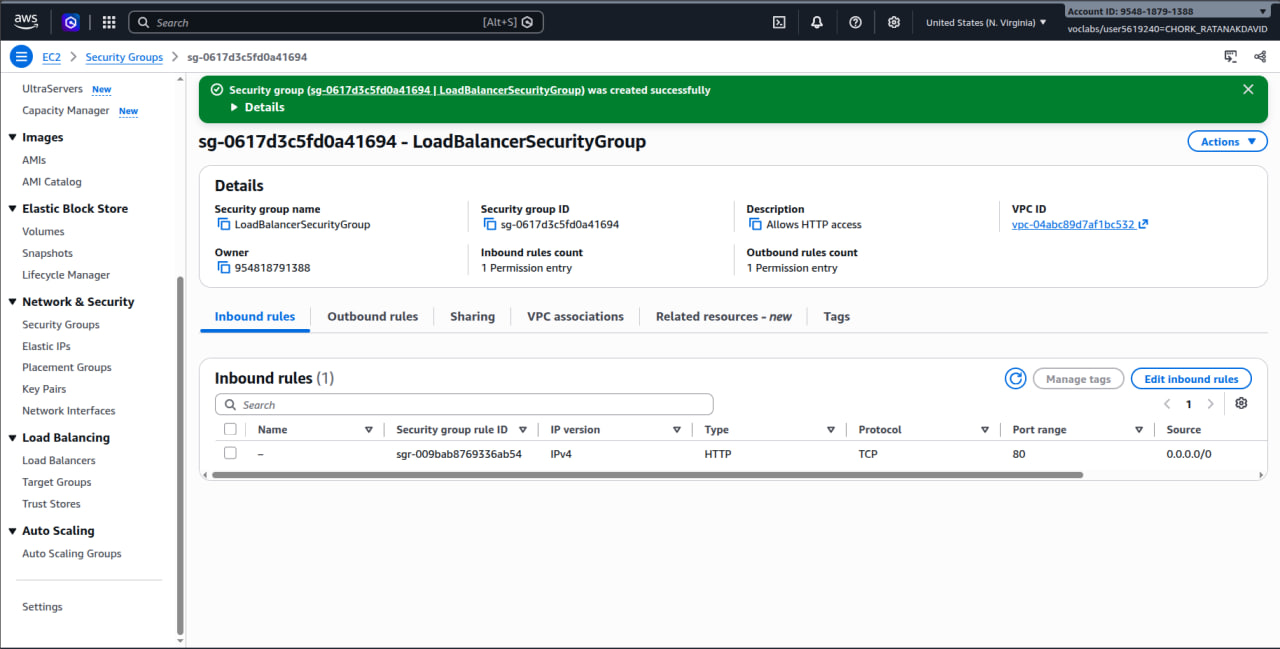 aws
Search [Alt+S]
United States (N. Virginia)
Account ID: 9548-1879-1388
voclabs/user5619240=CHORK_RATANAKDAVID
EC2 > Security Groups > sg-0617d3c5fd0a41694
UltraServers New
Capacity Manager New
Images
AMIs
AMI Catalog
Elastic Block Store
Volumes
Snapshots
Lifecycle Manager
Network & Security
Security Groups
Elastic IPs
Placement Groups
Key Pairs
Network Interfaces
Load Balancing
Load Balancers
Target Groups
Trust Stores
Auto Scaling
Auto Scaling Groups
Settings
Security group (sg-0617d3c5fd0a41694 | LoadBalancerSecurityGroup) was created successfully
Details
sg-0617d3c5fd0a41694 - LoadBalancerSecurityGroup
Actions
Details
Security group name
LoadBalancerSecurityGroup
Security group ID
sg-0617d3c5fd0a41694
Description
Allows HTTP access
VPC ID
vpc-04abc89d7af1bc532
Owner
954818791388
Inbound rules count
1 Permission entry
Outbound rules count
1 Permission entry
Inbound rules Outbound rules Sharing VPC associations Related resources - new Tags
Inbound rules (1)
Manage tags Edit inbound rules
Search
1
Name Security group rule ID IP version Type Protocol Port range Source
– sgr-009bab8769336ab54 IPv4 HTTP TCP 80 0.0.0.0/0